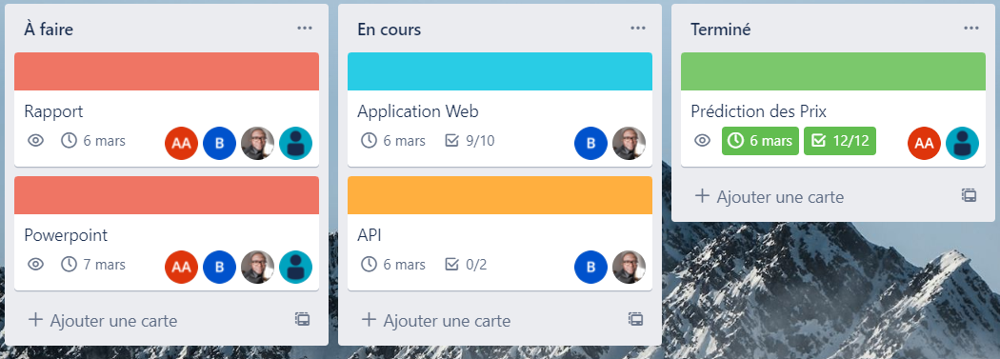 À faire
Rapport
6 mars
AA B
Powerpoint
7 mars
AA B
Ajouter une carte
En cours
Application Web
6 mars 9/10
B
API
6 mars 0/2
B
Ajouter une carte
Terminé
Prédiction des Prix
6 mars 12/12
AA
Ajouter une carte